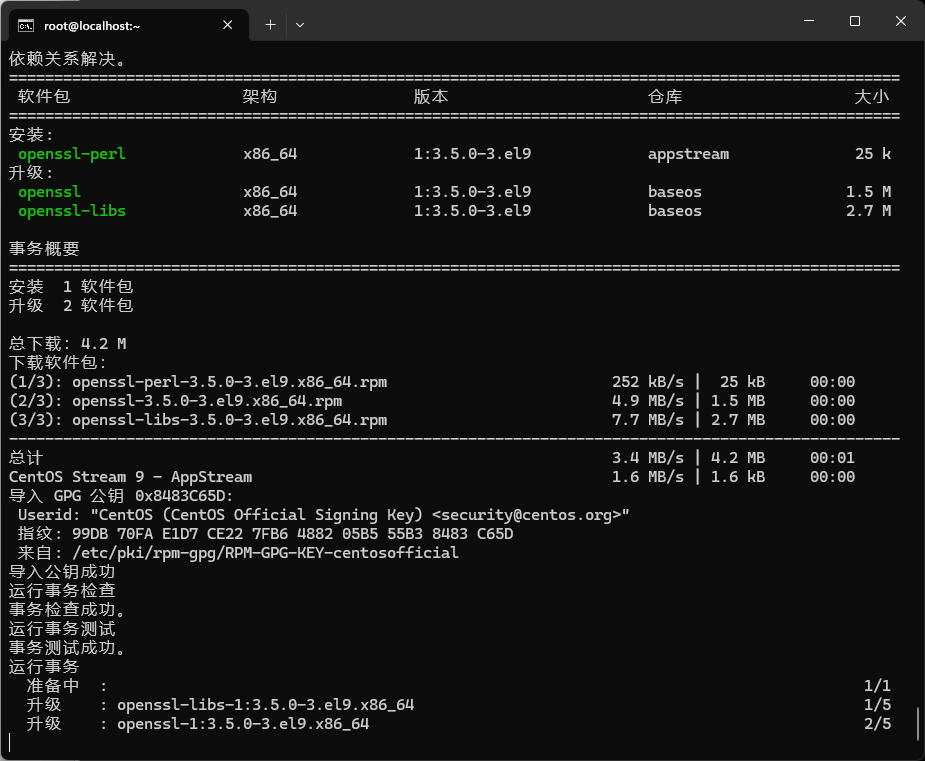 root@localhost:~
依赖关系解决。
软件包 架构 版本 仓库 大小
安装:
openssl-perl x86_64 1:3.5.0-3.el9 appstream 25 k
升级:
openssl x86_64 1:3.5.0-3.el9 baseos 1.5 M
openssl-libs x86_64 1:3.5.0-3.el9 baseos 2.7 M
事务概要
安装 1 软件包
升级 2 软件包
总下载: 4.2 M
下载软件包:
(1/3): openssl-perl-3.5.0-3.el9.x86_64.rpm 252 kB/s | 25 kB 00:00
(2/3): openssl-3.5.0-3.el9.x86_64.rpm 4.9 MB/s | 1.5 MB 00:00
(3/3): openssl-libs-3.5.0-3.el9.x86_64.rpm 7.7 MB/s | 2.7 MB 00:00
总计 3.4 MB/s | 4.2 MB 00:01
CentOS Stream 9 - AppStream 1.6 MB/s | 1.6 kB 00:00
导入 GPG 公钥 0x8483C65D:
Userid: "CentOS (CentOS Official Signing Key) <security@centos.org>"
指纹: 99DB 70FA E1D7 CE22 7FB6 4882 05B5 55B3 8483 C65D
来自: /etc/pki/rpm-gpg/RPM-GPG-KEY-centosofficial
导入公钥成功
运行事务检查
事务检查成功。
运行事务测试
事务测试成功。
运行事务
准备中 : 1/1
升级 : openssl-libs-1:3.5.0-3.el9.x86_64 1/5
升级 : openssl-1:3.5.0-3.el9.x86_64 2/5